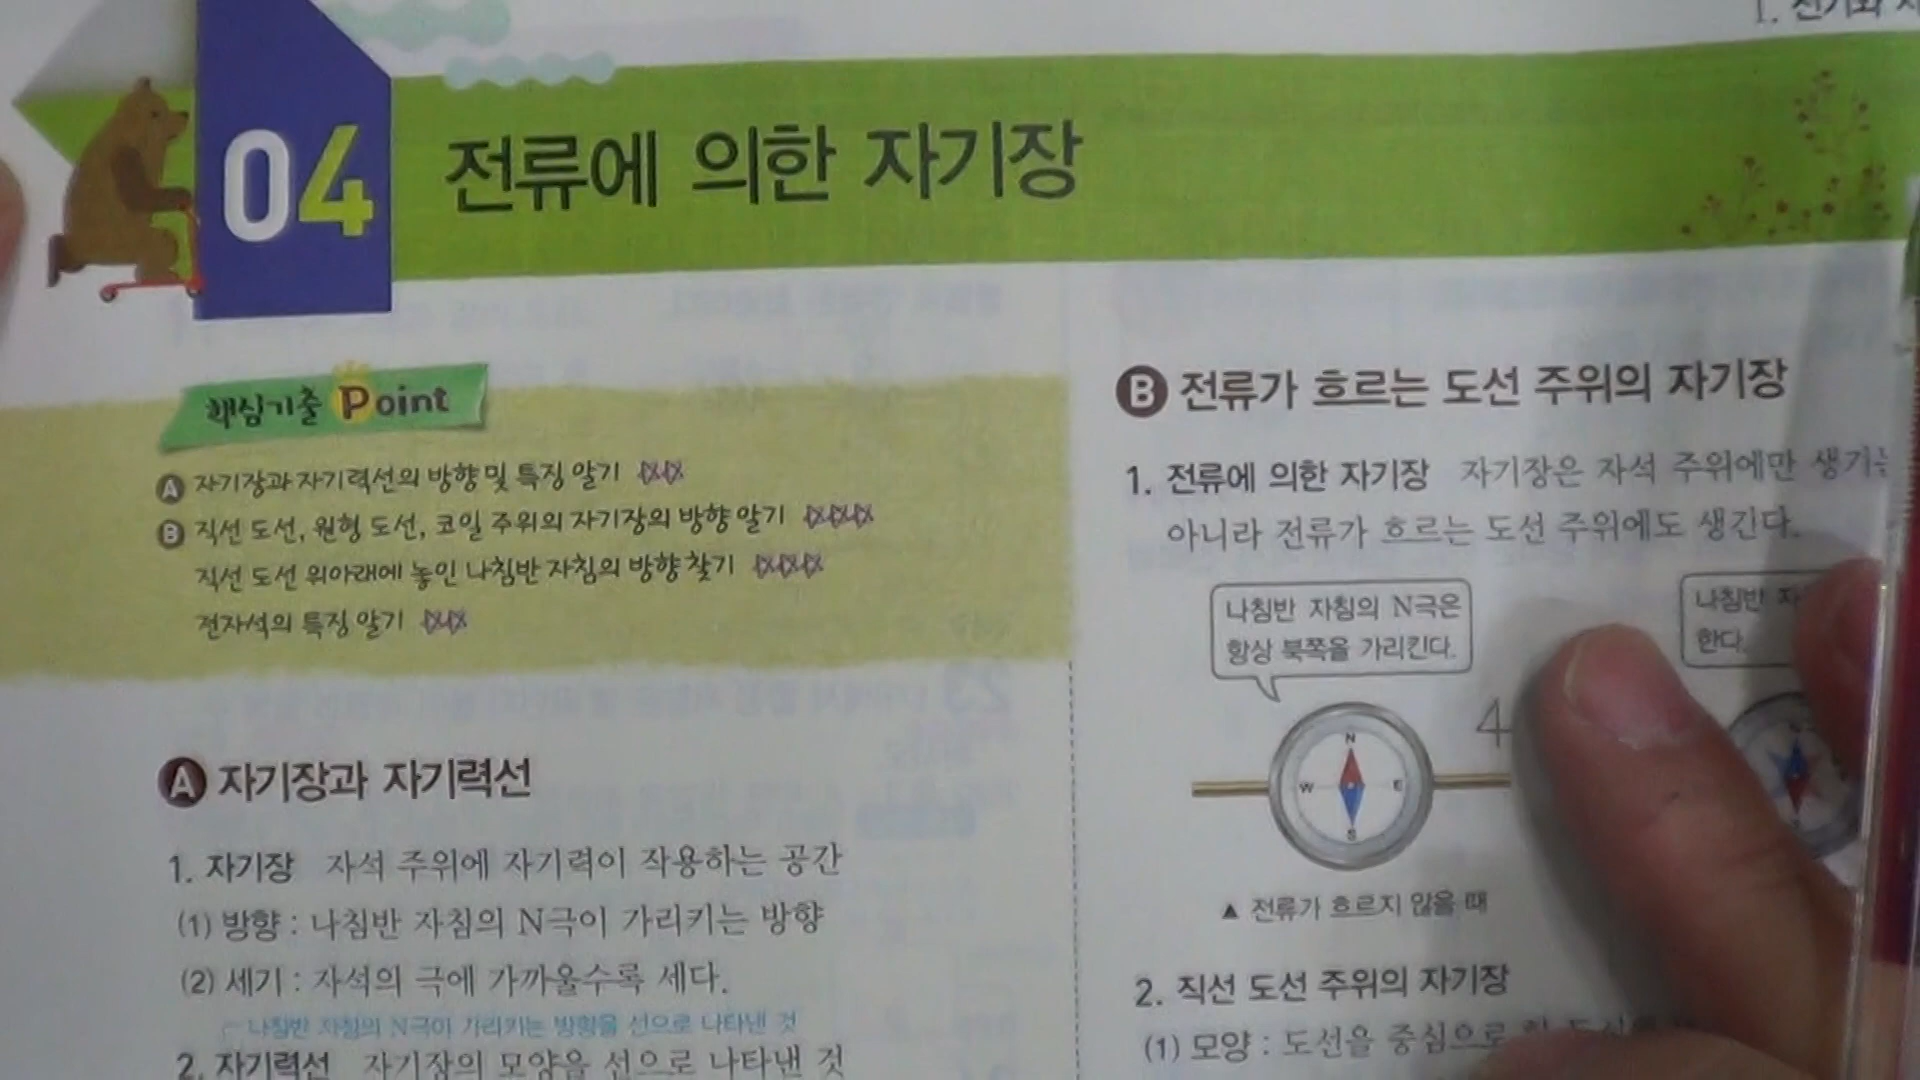 04 전류에 의한 자기장
핵심기출 Point
A 자기장과 자기력선의 방향 및 특징 알기
B 직선 도선, 원형 도선, 코일 주위의 자기장의 방향 알기
직선 도선 위아래에 놓인 나침반 자침의 방향 찾기
전자석의 특징 알기
A 자기장과 자기력선
1. 자기장 자석 주위에 자기력이 작용하는 공간
(1) 방향 : 나침반 자침의 N극이 가리키는 방향
(2) 세기 : 자석의 극에 가까울수록 세다.
나침반 자침의 N극이 가리키는 방향을 선으로 나타낸 것
2. 자기력선 자기장의 모양을 선으로 나타낸 것
B 전류가 흐르는 도선 주위의 자기장
1. 전류에 의한 자기장 자기장은 자석 주위에만 생기는
아니라 전류가 흐르는 도선 주위에도 생긴다.
나침반 자침의 N극은
항상 북쪽을 가리킨다.
나침반
한다.
4
N
W E
S
N
▲ 전류가 흐르지 않을 때
2. 직선 도선 주위의 자기장
(1) 모양 : 도선을 중심으로